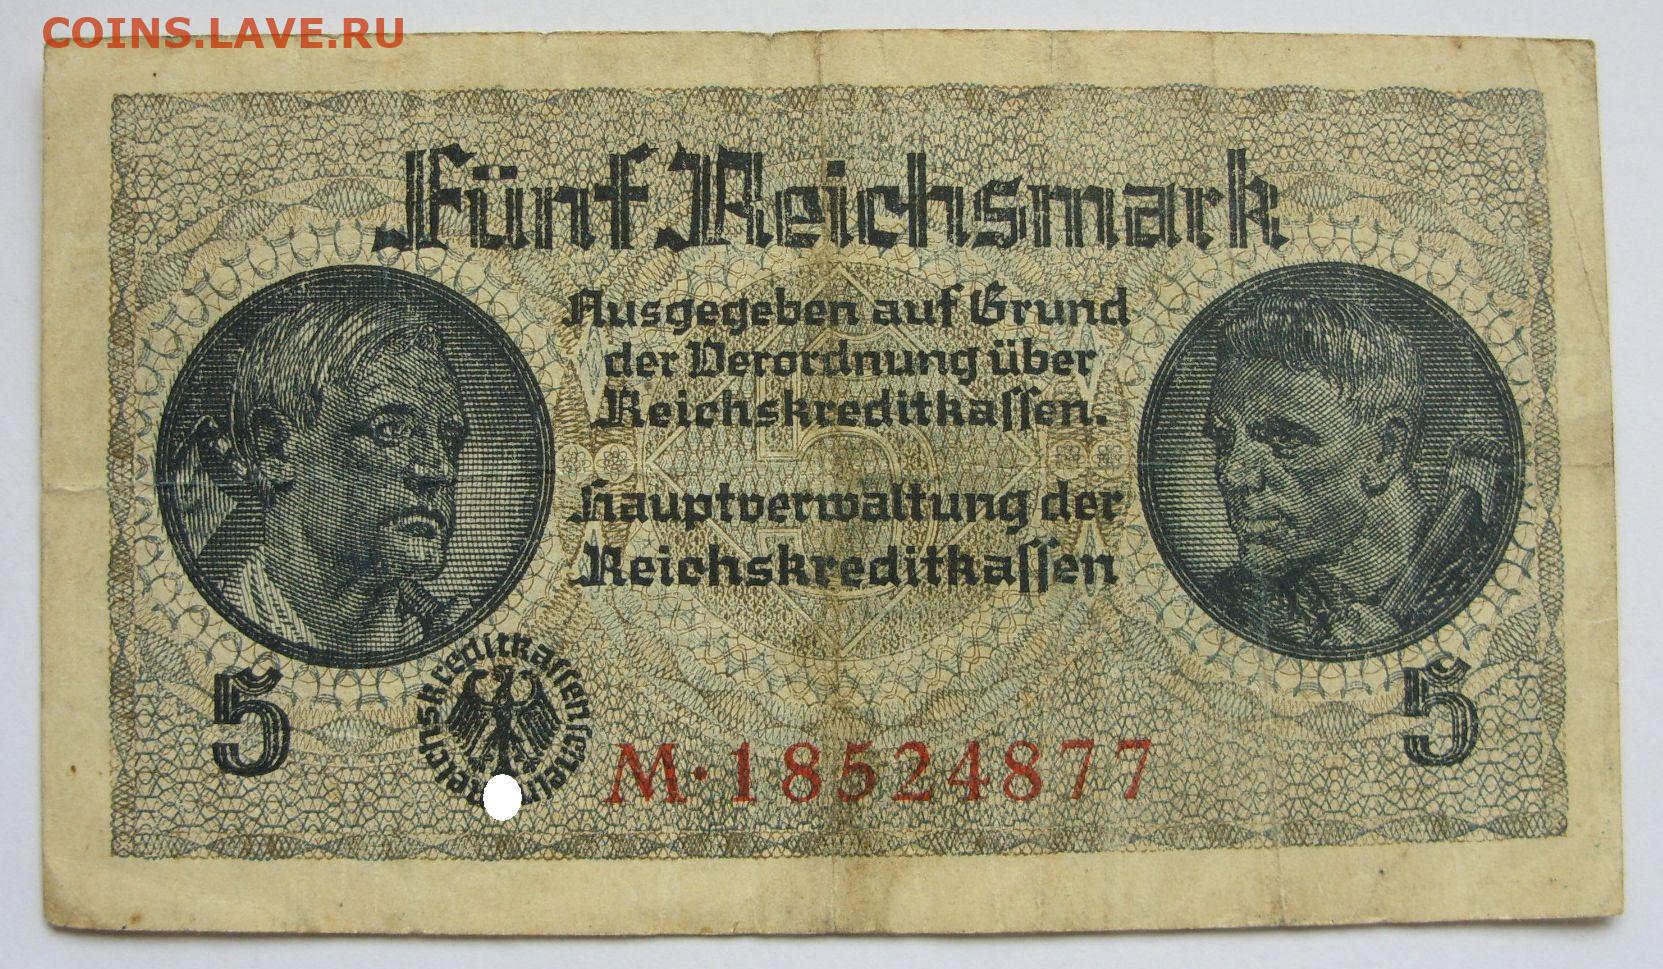 COINS.LAVE.RU
Fünf Reichsmark
Ausgegeben auf Grund
der Verordnung über
Reichskreditkassen.
Hauptverwaltung der
Reichskreditkassen
5
5
Reichskreditkassen
M·18524877
5